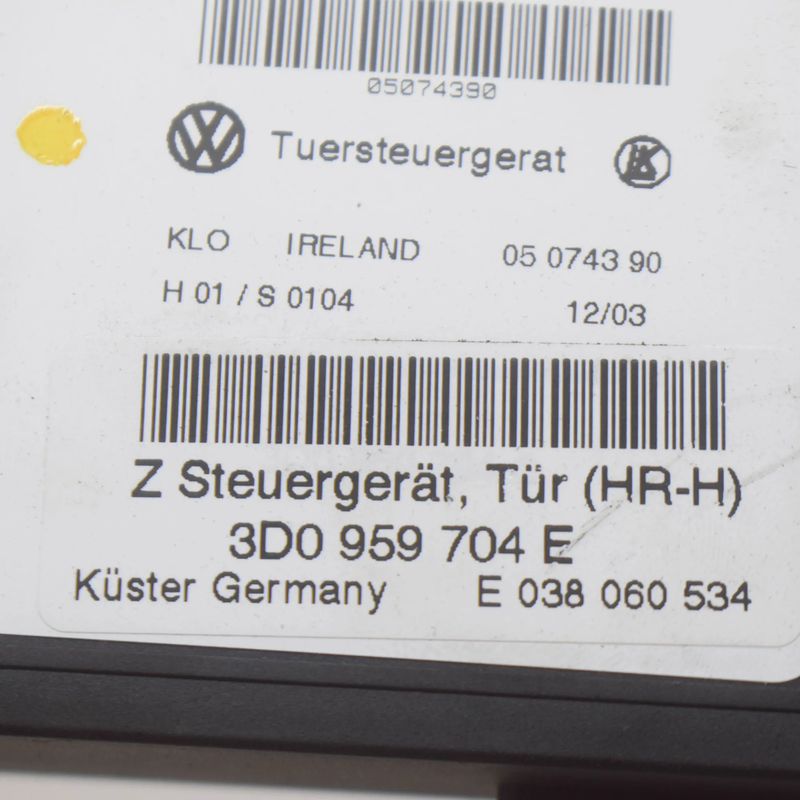 05074390
Tuersteuergerat
KLO IRELAND 05 0743 90
H 01 / S 0104 12/03
Z Steuergerät, Tür (HR-H)
3D0 959 704 E
Küster Germany E 038 060 534